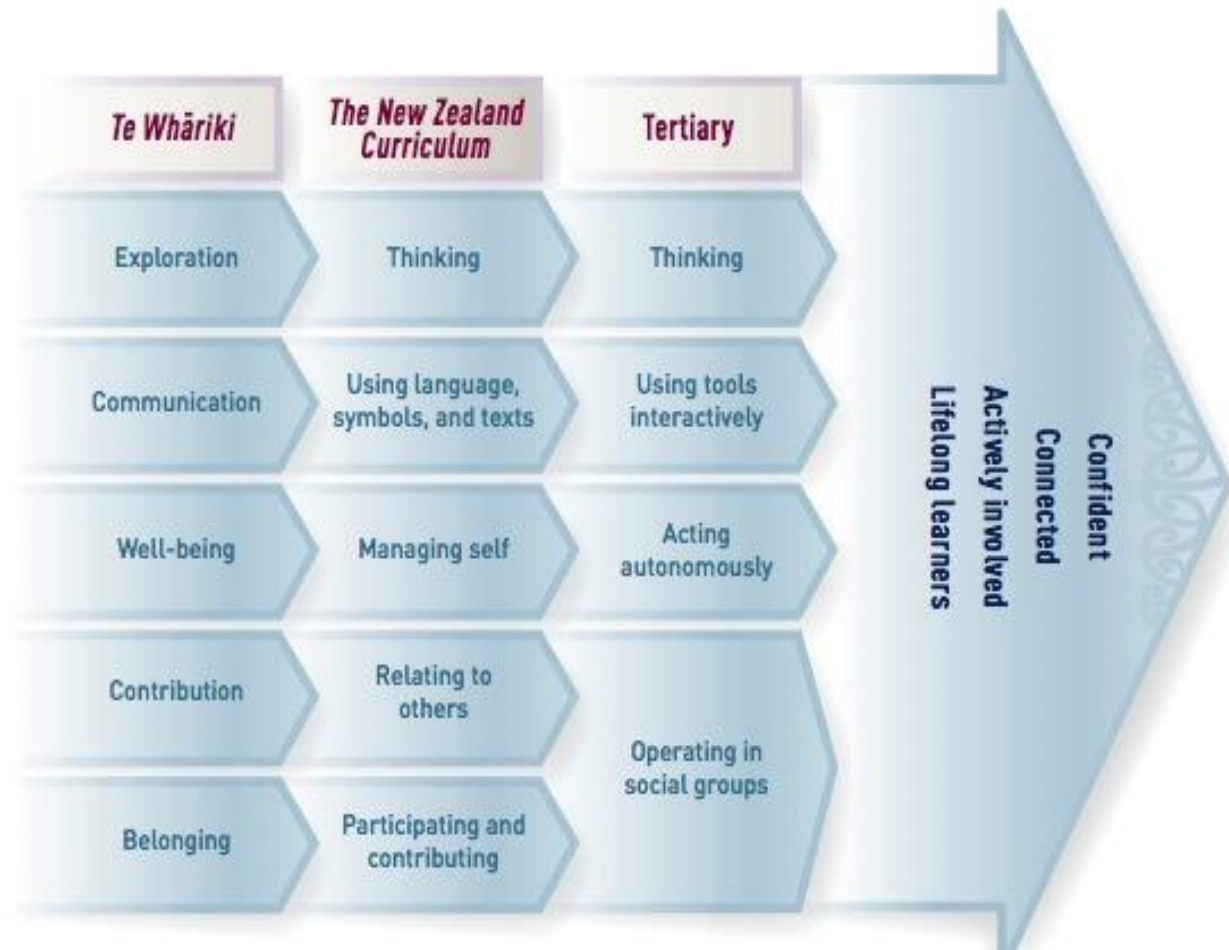 Te Whāriki
The New Zealand
Curriculum
Tertiary
Exploration
Thinking
Thinking
Communication
Using language,
symbols, and texts
Using tools
interactively
Well-being
Managing self
Acting
autonomously
Contribution
Relating to
others
Operating in
social groups
Belonging
Participating and
contributing
Confident
Connected
Actively involved
Lifelong learners